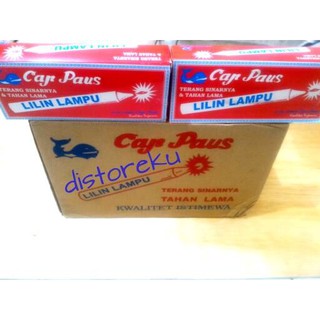 Cap Paus
TERANG SINARNYA
& TAHAN LAMA
LILIN LAMPU
Cap Paus
TERANG SINARNYA
& TAHAN LAMA
LILIN LAMPU
Cap Paus
distoreku
LILIN LAMPU
TERANG SINARNYA
TAHAN LAMA
KWALITET ISTIMEWA